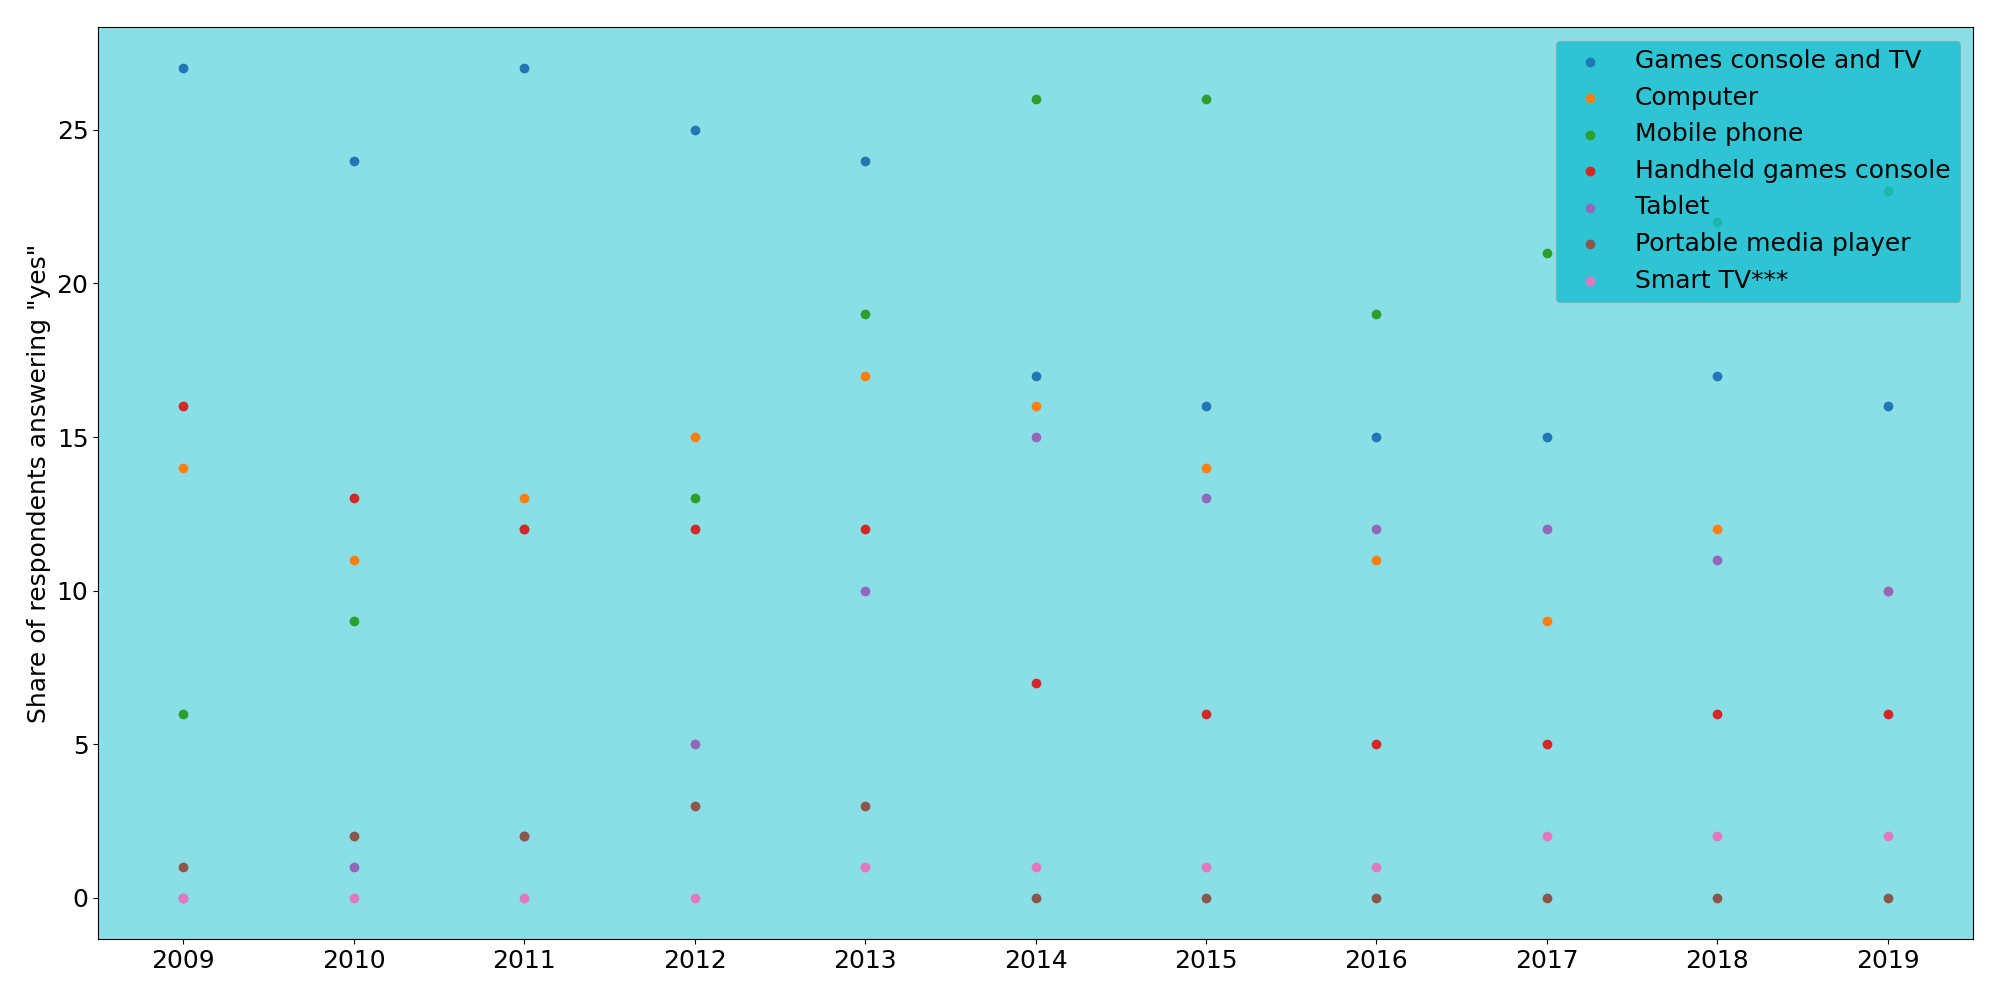 Games console and TV
Computer
Mobile phone
Handheld games console
Tablet
Portable media player
Smart TV***
Share of respondents answering "yes"
25
20
15
10
5
0
2009 2010 2011 2012 2013 2014 2015 2016 2017 2018 2019